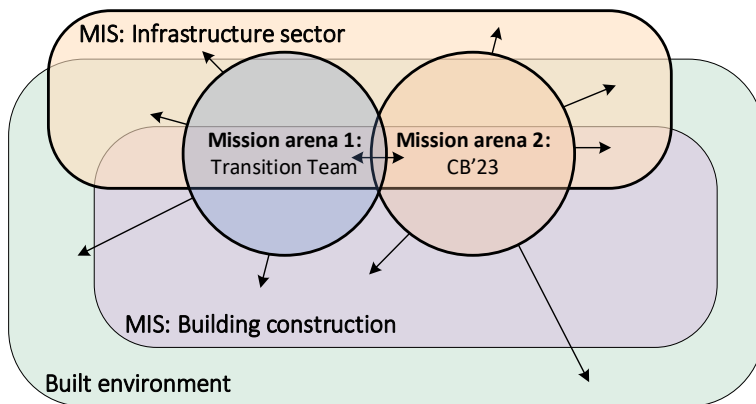 MIS: Infrastructure sector
Mission arena 1:
Transition Team
Mission arena 2:
CB’23
MIS: Building construction
Built environment